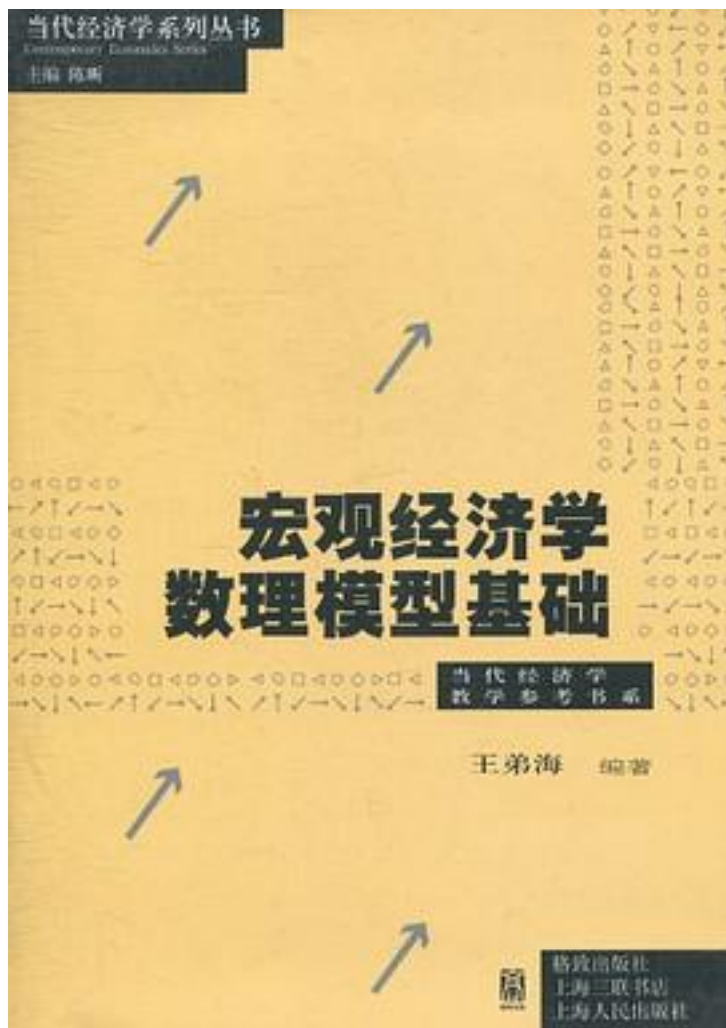 当代经济学系列丛书
Contemporary Economics Series
主编 陈昕
宏观经济学
数理模型基础
当代经济学
教学参考书系
王弟海 编著
格致出版社
上海三联书店
上海人民出版社